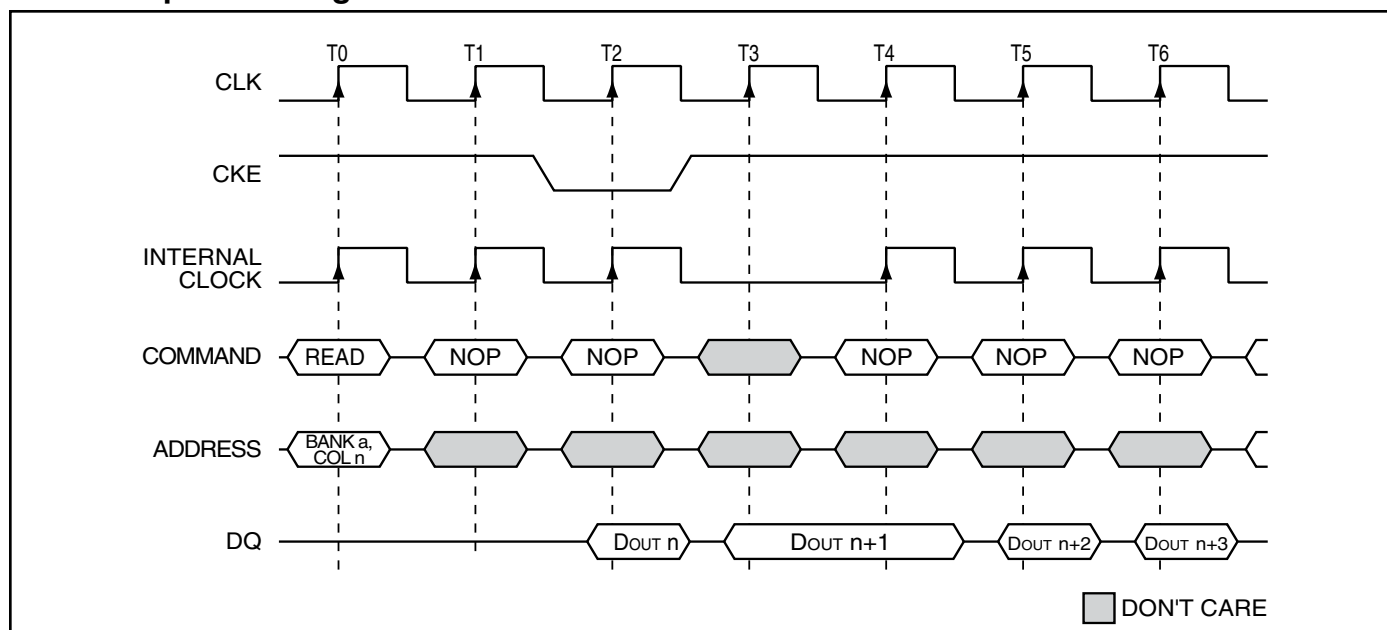 T0 T1 T2 T3 T4 T5 T6
CLK
CKE
INTERNAL
CLOCK
COMMAND READ NOP NOP NOP NOP NOP
ADDRESS BANK a,
COL n
DQ DOUT n DOUT n+1 DOUT n+2 DOUT n+3
DON'T CARE